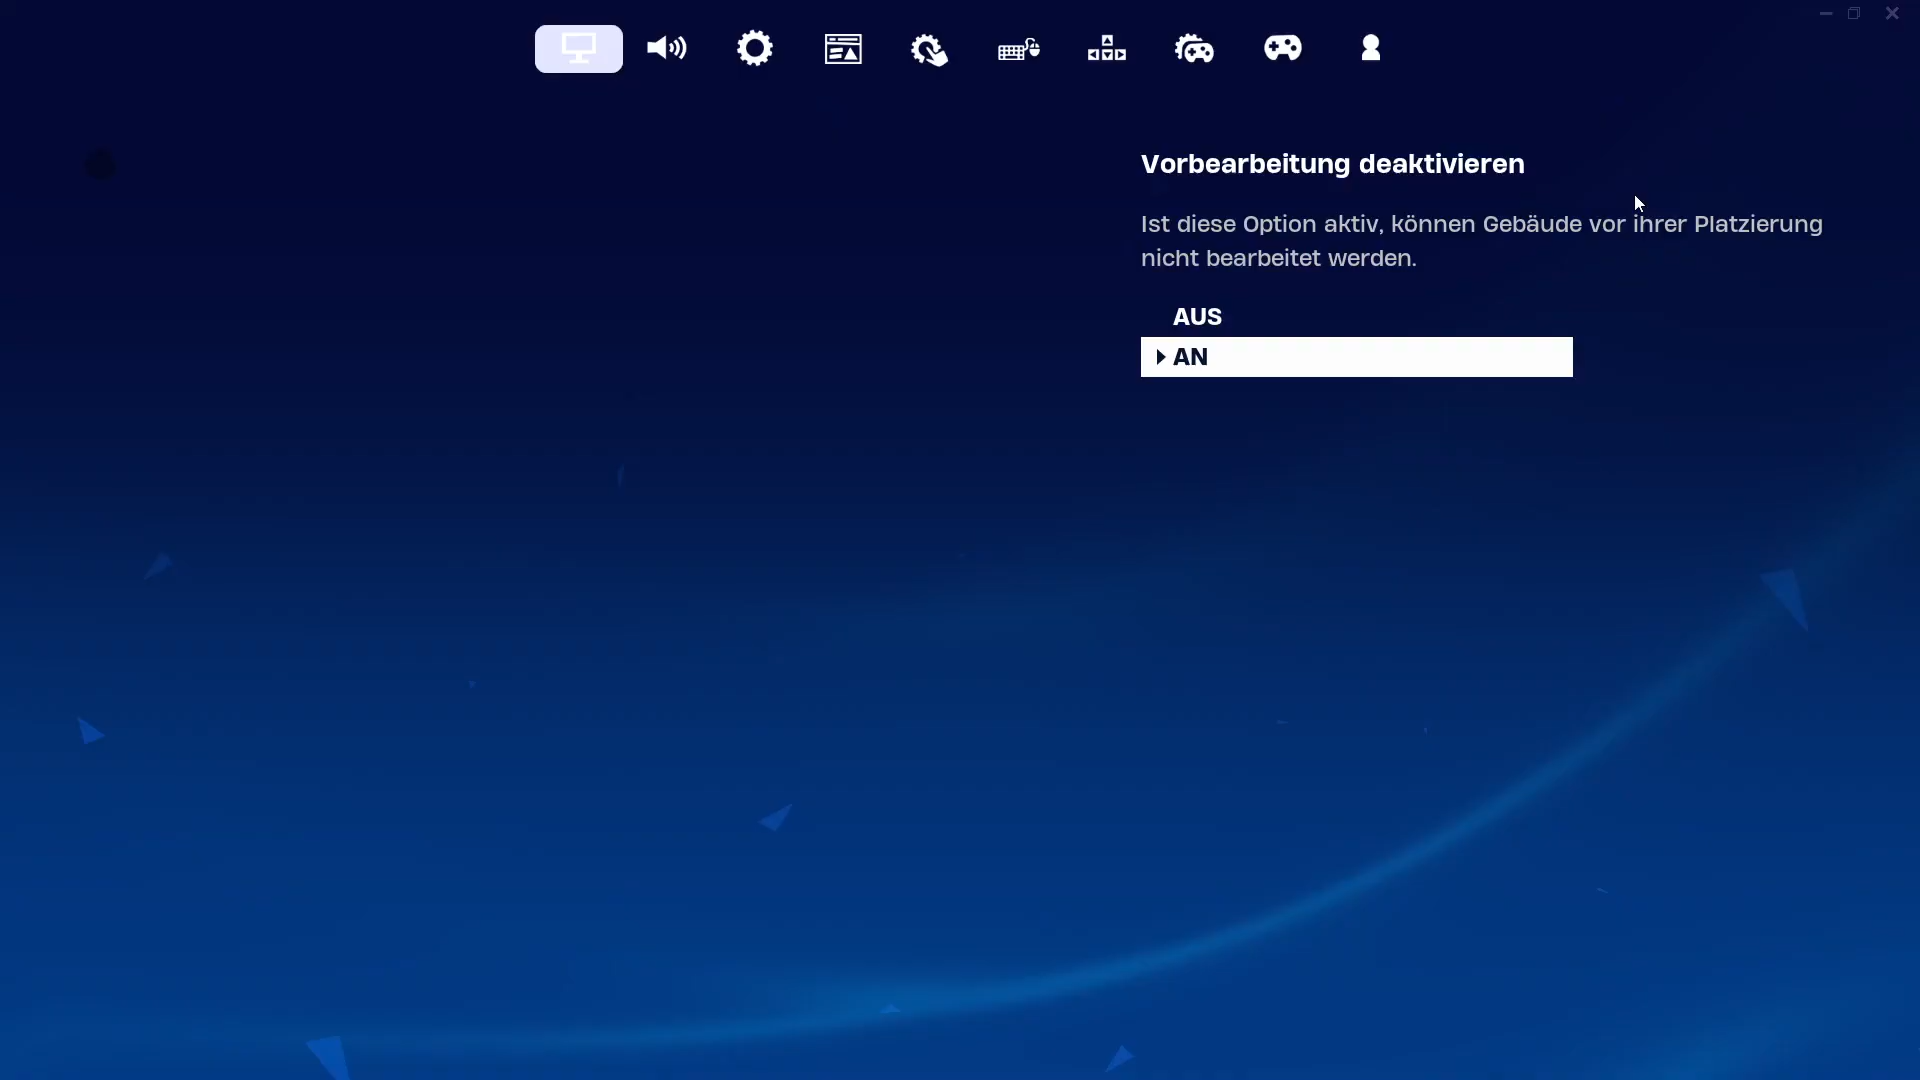 Vorbearbeitung deaktivieren
Ist diese Option aktiv, können Gebäude vor ihrer Platzierung
nicht bearbeitet werden.
AUS
AN